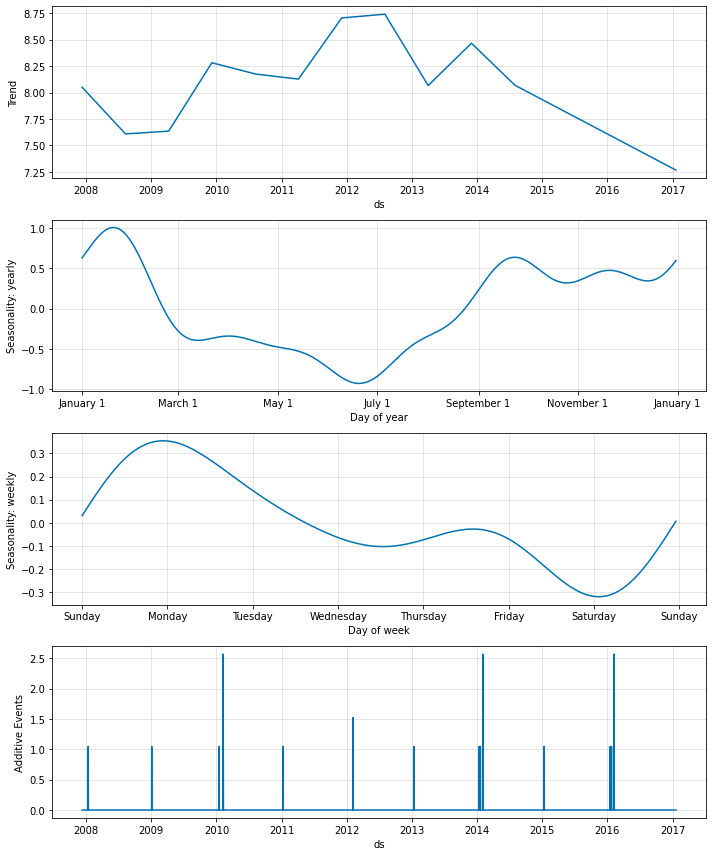 8.75
8.50
8.25
8.00
7.75
7.50
7.25
Trend
2008 2009 2010 2011 2012 2013 2014 2015 2016 2017
ds
1.0
0.5
0.0
−0.5
−1.0
Seasonality: yearly
January 1 March 1 May 1 July 1 September 1 November 1 January 1
Day of year
0.3
0.2
0.1
0.0
−0.1
−0.2
−0.3
Seasonality: weekly
Sunday Monday Tuesday Wednesday Thursday Friday Saturday Sunday
Day of week
2.5
2.0
1.5
1.0
0.5
0.0
Additive Events
2008 2009 2010 2011 2012 2013 2014 2015 2016 2017
ds